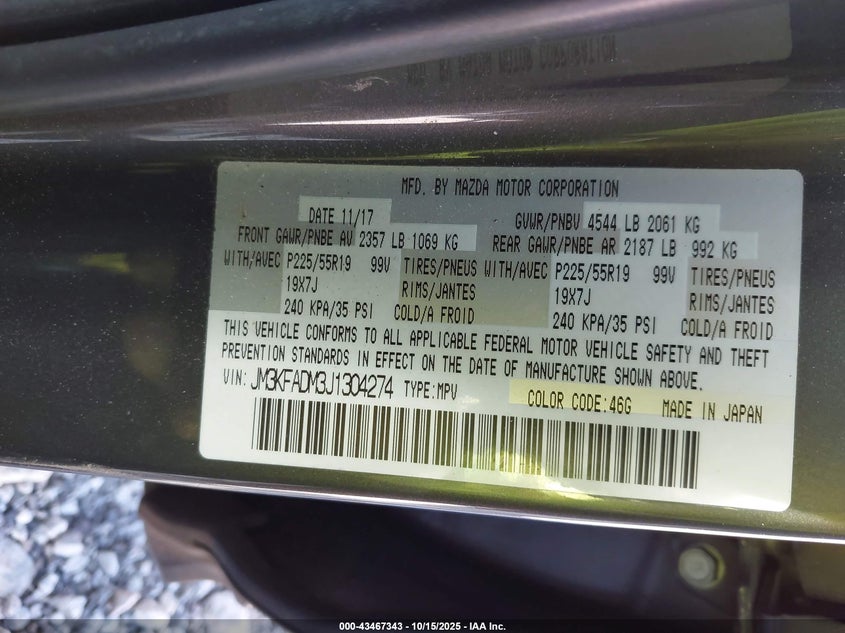 MFD. BY MAZDA MOTOR CORPORATION
DATE 11/17 GVWR/PNBV 4544 LB 2061 KG
FRONT GAWR/PNBE AV 2357 LB 1069 KG REAR GAWR/PNBE AR 2187 LB 992 KG
WITH/AVEC P225/55R19 99V TIRES/PNEUS WITH/AVEC P225/55R19 99V TIRES/PNEUS
19X7J RIMS/JANTES 19X7J RIMS/JANTES
240 KPA/35 PSI COLD/A FROID 240 KPA/35 PSI COLD/A FROID
THIS VEHICLE CONFORMS TO ALL APPLICABLE FEDERAL MOTOR VEHICLE SAFETY AND THEFT
PREVENTION STANDARDS IN EFFECT ON THE DATE OF MANUFACTURE SHOWN ABOVE.
VIN: JM3KFADM3J1304274 TYPE:MPV COLOR CODE:46G MADE IN JAPAN
000-43467343 - 10/15/2025 - IAA Inc.